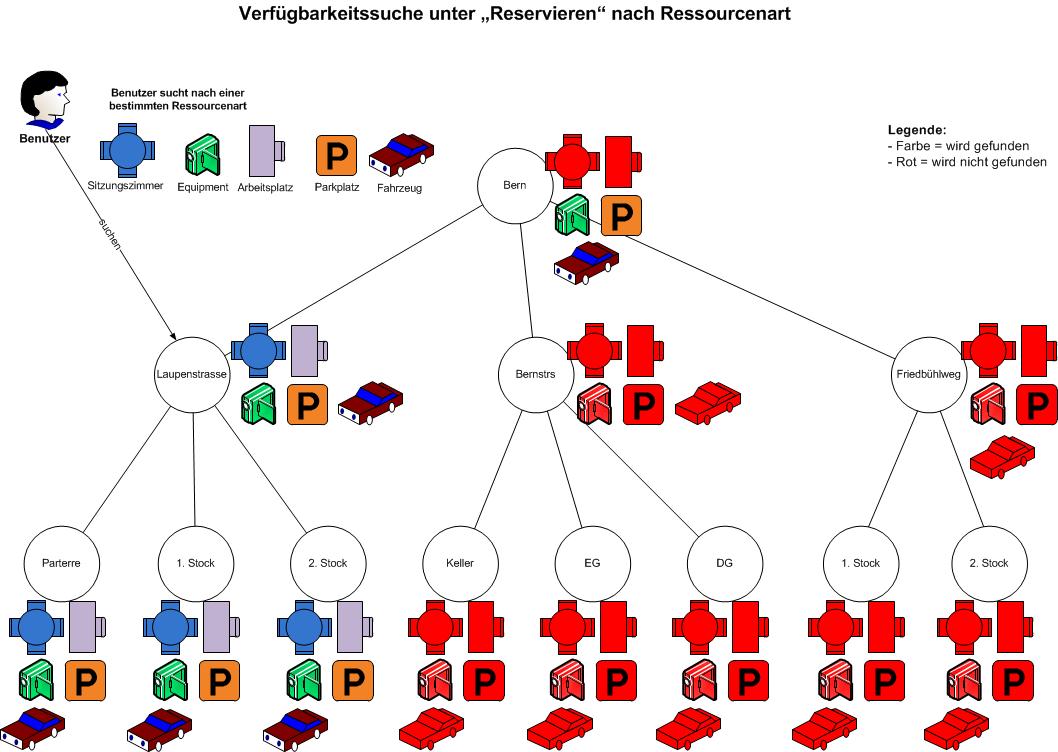 Verfügbarkeitssuche unter „Reservieren“ nach Ressourcenart
Benutzer sucht nach einer
bestimmten Ressourcenart
Benutzer
P
Sitzungszimmer
Equipment
Arbeitsplatz
Parkplatz
Fahrzeug
Legende:
- Farbe = wird gefunden
- Rot = wird nicht gefunden
suchen
Bern
P
Laupenstrasse
P
Bernstrs
P
Friedbühlweg
P
Parterre
1. Stock
2. Stock
Keller
EG
DG
1. Stock
2. Stock
P
P
P
P
P
P
P
P